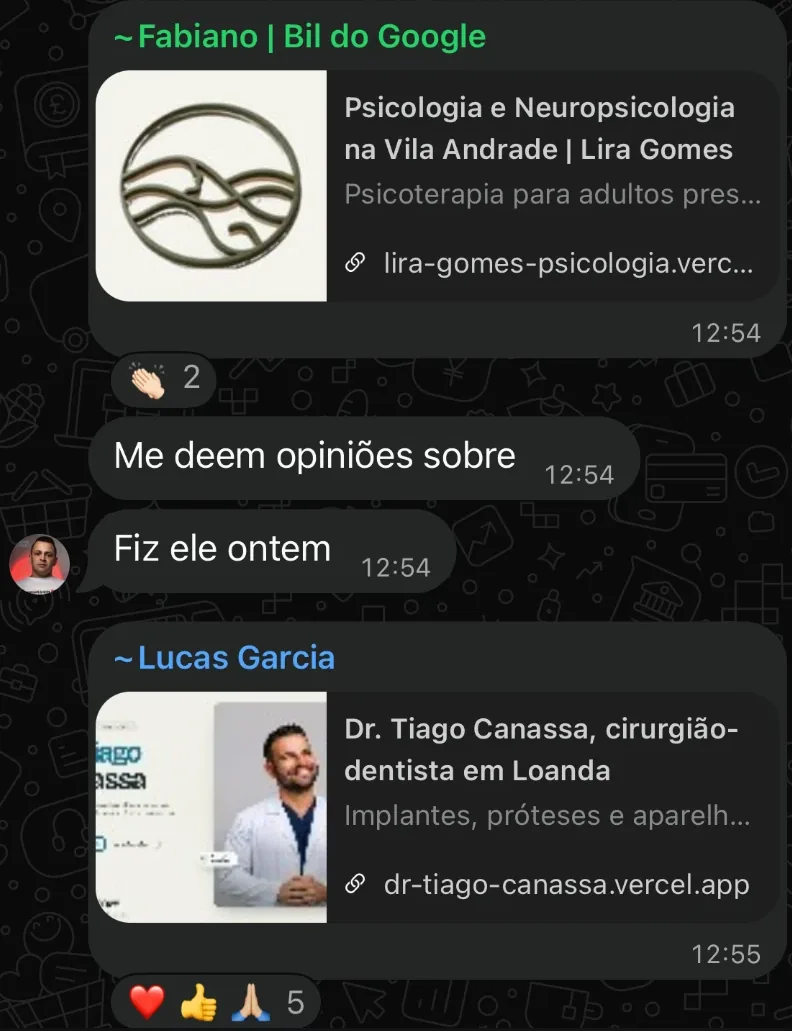 ~Fabiano | Bil do Google
Psicologia e Neuropsicologia
na Vila Andrade | Lira Gomes
Psicoterapia para adultos pres...
lira-gomes-psicologia.verc...
12:54
2
Me deem opiniões sobre
12:54
Fiz ele ontem
12:54
~Lucas Garcia
iago
assa
Dr. Tiago Canassa, cirurgião-
dentista em Loanda
Implantes, próteses e aparelh...
dr-tiago-canassa.vercel.app
12:55
5